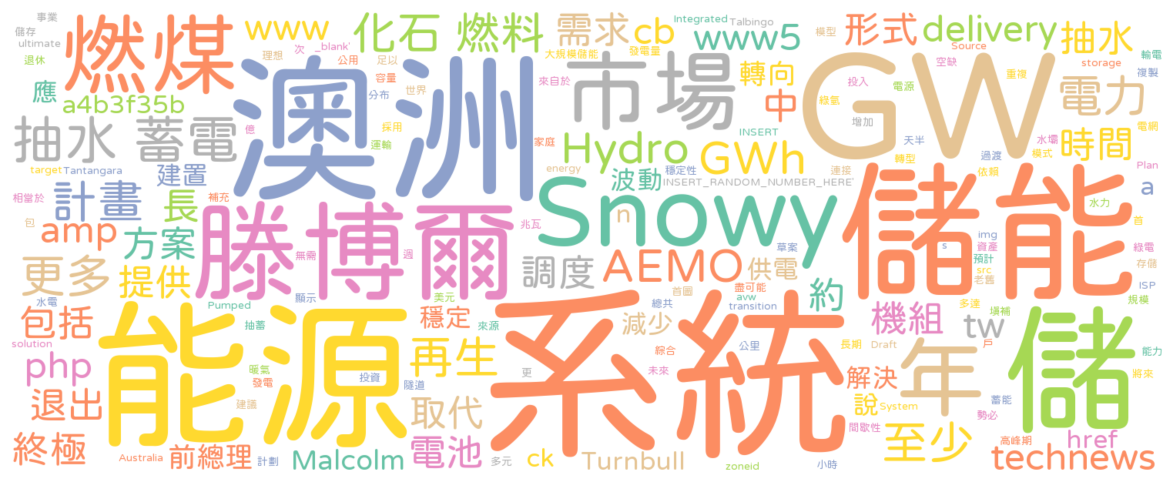 事業
儲存
ultimate
退休
燃煤
www
化石 燃料
需求
cb
Integrated
Talbingo
www5
形式
delivery
抽水
模型
發電量
大規模儲能
_blank'
次
公用
理想
足以
容量
世界
分布
採用
運輸
億
來自於
家庭
應
a4b3f35b
澳洲
市場
轉向
中
GW
Source
空缺
storage
重複
輸電
複製
電力
投入
電源
綠氫
增加
天半
水壩
電網
時間
抽水 蓄電
target
Tantangara
建置
Hydro
GWh
INSERT
INSERT_RANDOM_NUMBER_HERE
energy
穩定性
過渡
模式
轉型
依賴
連接
Plan
a
水力
首
相當於
包
計畫
長
補充
滕博爾
Snowy
波動
n
儲能
img
s
預計
資產
src
老舊
綠電
存儲
ISP
amp
方案
兆瓦
無需
週
調度
AEMO
供電
草案
盡可能
更多
提供
水電
Pumped
顯示
美元
首圖
avw
transition
總共
約
規模
多達
填補
包括
solution
抽蓄
穩定
來源
能源
系統
減少
公里
機組
tw
儲
php
暖氣
發電
投資
再生
更
綜合
未來
長期
Draft
年
戶
能力
將來
退出
建議
隧道
取代
解決
說
System
蓄能
勢必
終極
Australia
前總理
計劃
Malcolm
電池
多元
ck
Turnbull
zoneid
間歇性
小時
至少
高峰期
href
technews